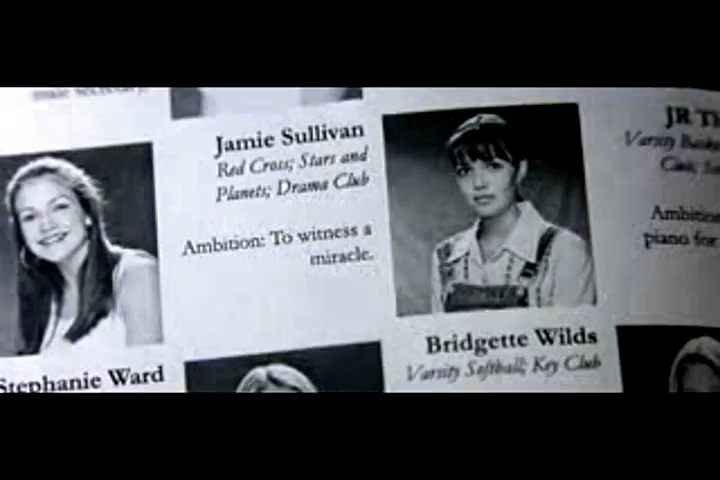 Jamie Sullivan
Red Cross; Stars and
Planets; Drama Club
Ambition: To witness a
miracle.
JR
Varsity
Club;
piano for
Bridgette Wilds
Varsity Softball; Key Club
Stephanie Ward